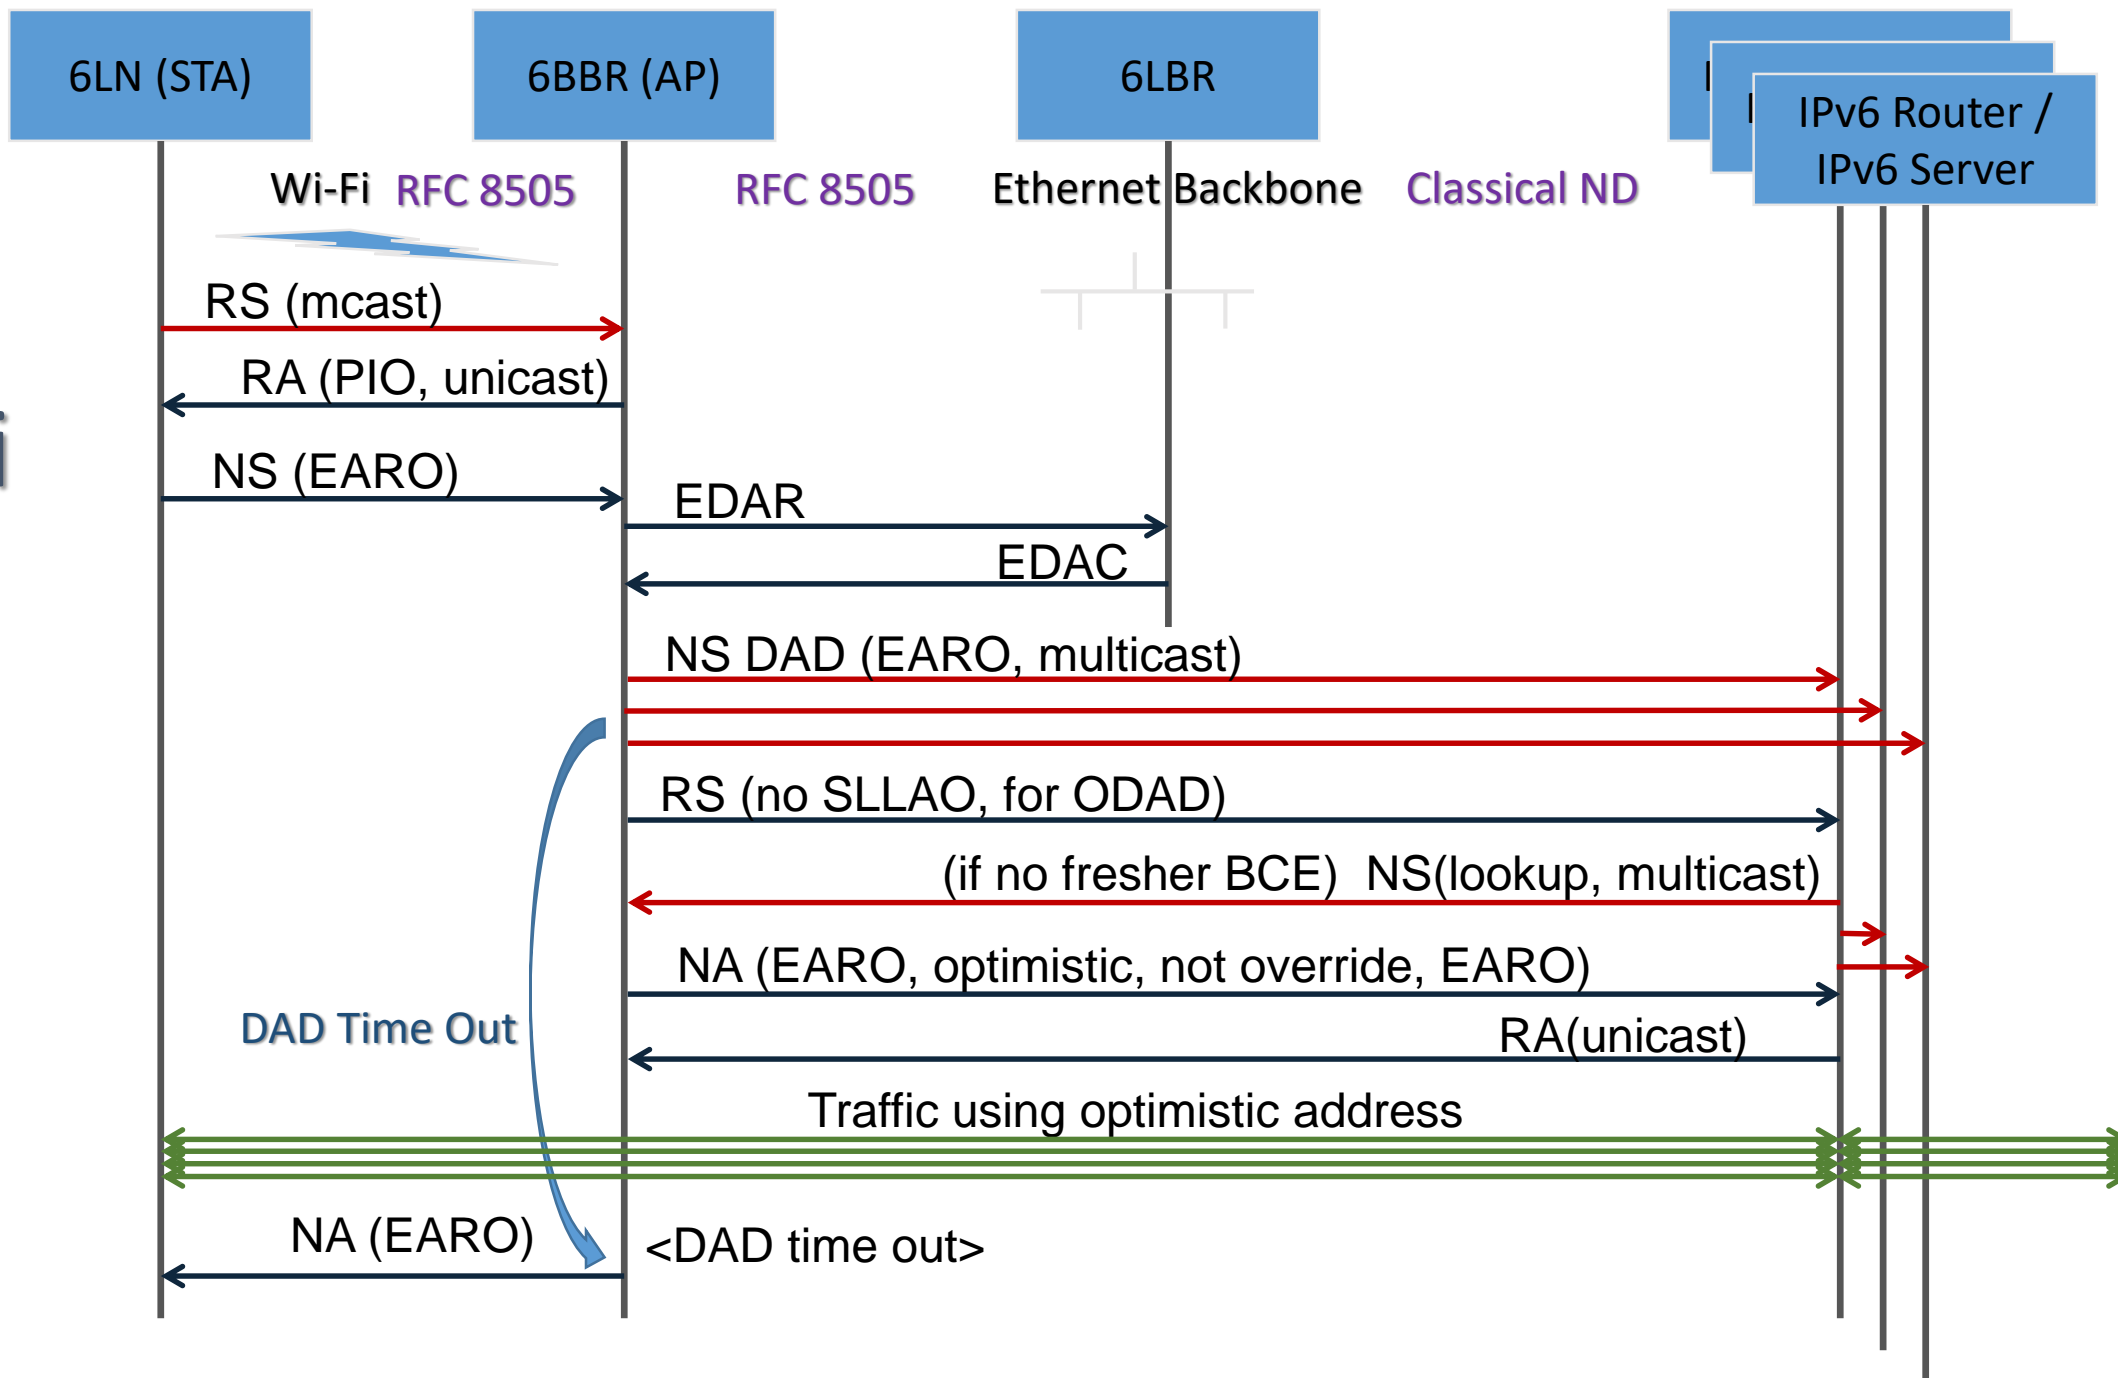 6LN (STA)
6BBR (AP)
6LBR
IPv6 Router /
IPv6 Server
Wi-Fi RFC 8505
RFC 8505
Ethernet Backbone
Classical ND
RS (mcast)
RA (PIO, unicast)
NS (EARO)
EDAR
EDAC
NS DAD (EARO, multicast)
RS (no SLLAO, for ODAD)
(if no fresher BCE) NS(lookup, multicast)
NA (EARO, optimistic, not override, EARO)
DAD Time Out
RA(unicast)
Traffic using optimistic address
NA (EARO)
<DAD time out>